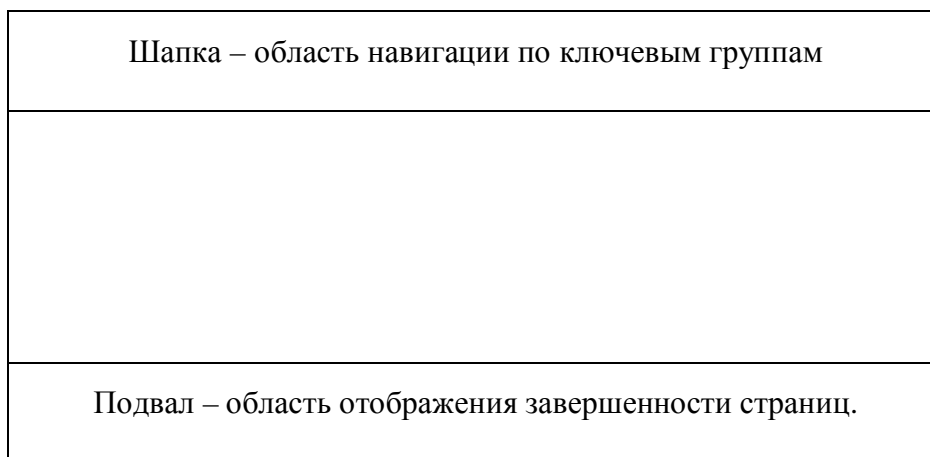 Шапка – область навигации по ключевым группам
Подвал – область отображения завершенности страниц.